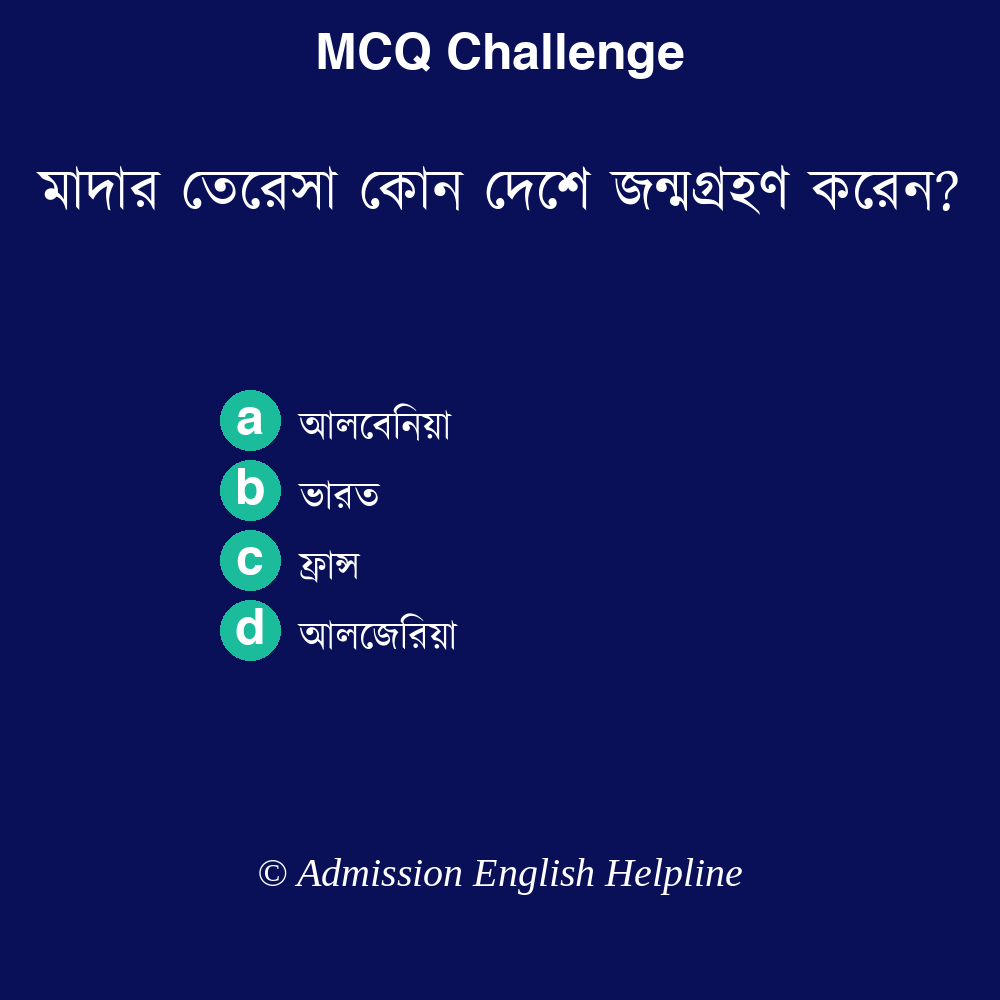 MCQ Challenge
মাদার তেরেসা কোন দেশে জন্মগ্রহণ করেন?
a আলবেনিয়া
b ভারত
c ফ্রান্স
d আলজেরিয়া
© Admission English Helpline